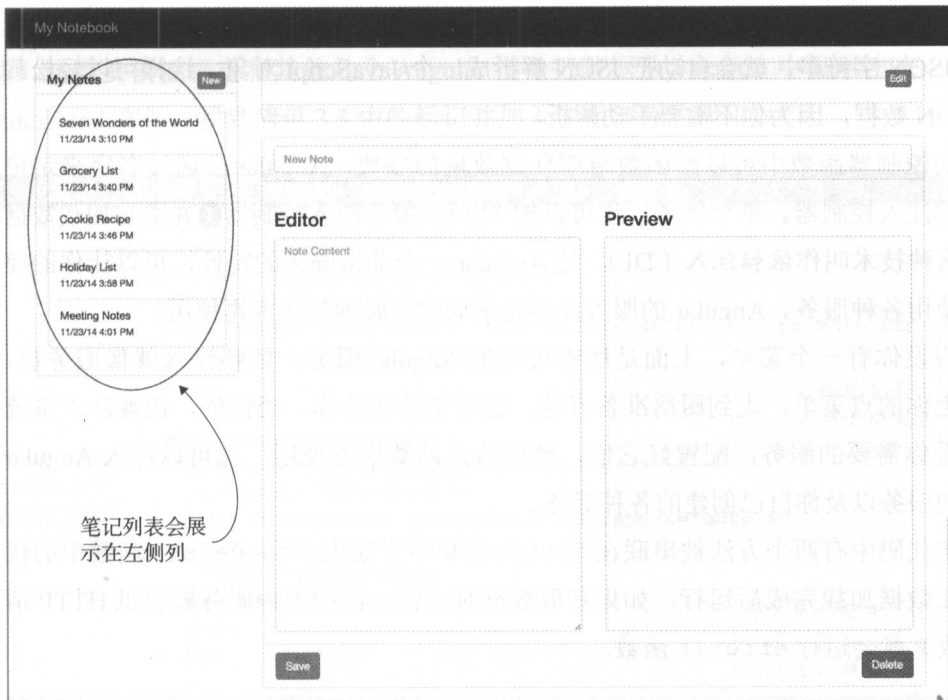 My Notebook
My Notes
New
Edit
Seven Wonders of the World
11/23/14 3:10 PM
Grocery List
11/23/14 3:40 PM
Cookie Recipe
11/23/14 3:46 PM
Holiday List
11/23/14 3:58 PM
Meeting Notes
11/23/14 4:01 PM
New Note
Editor
Preview
Note Content
笔记列表会展
示在左侧列
Save
Delete